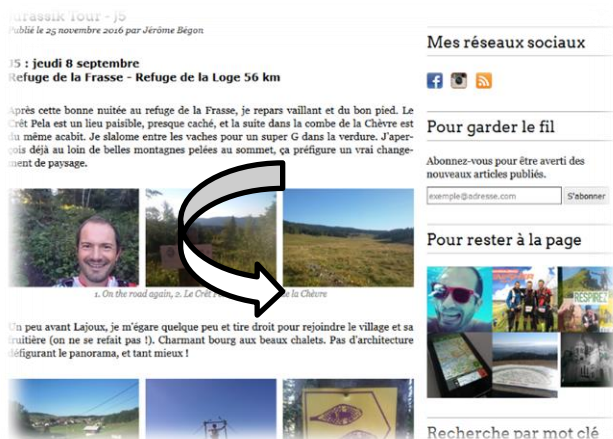 Jurassik Tour - J5
Publié le 25 novembre 2016 par Jérôme Bégon
J5 : jeudi 8 septembre
Refuge de la Frasse - Refuge de la Loge 56 km
Après cette bonne nuitée au refuge de la Frasse, je repars vaillant et du bon pied. Le
Crêt Pela est un lieu paisible, presque caché, et la suite dans la combe de la Chèvre est
du même acabit. Je slalome entre les vaches pour un super G dans la verdure. J'aper-
çois déjà au loin de belles montagnes pelées au sommet, ça préfigure un vrai change-
ment de paysage.
1. On the road again, 2. Le Crêt la Chèvre
Un peu avant Lajoux, je m'égare quelque peu et tire droit pour rejoindre le village et sa
fruitière (on ne se refait pas !). Charmant bourg aux beaux chalets. Pas d'architecture
défigurant le panorama, et tant mieux !
Mes réseaux sociaux
Pour garder le fil
Abonnez-vous pour être averti des
nouveaux articles publiés.
exemple@adresse.com S'abonner
Pour rester à la page
RESPIREZ
Recherche par mot clé